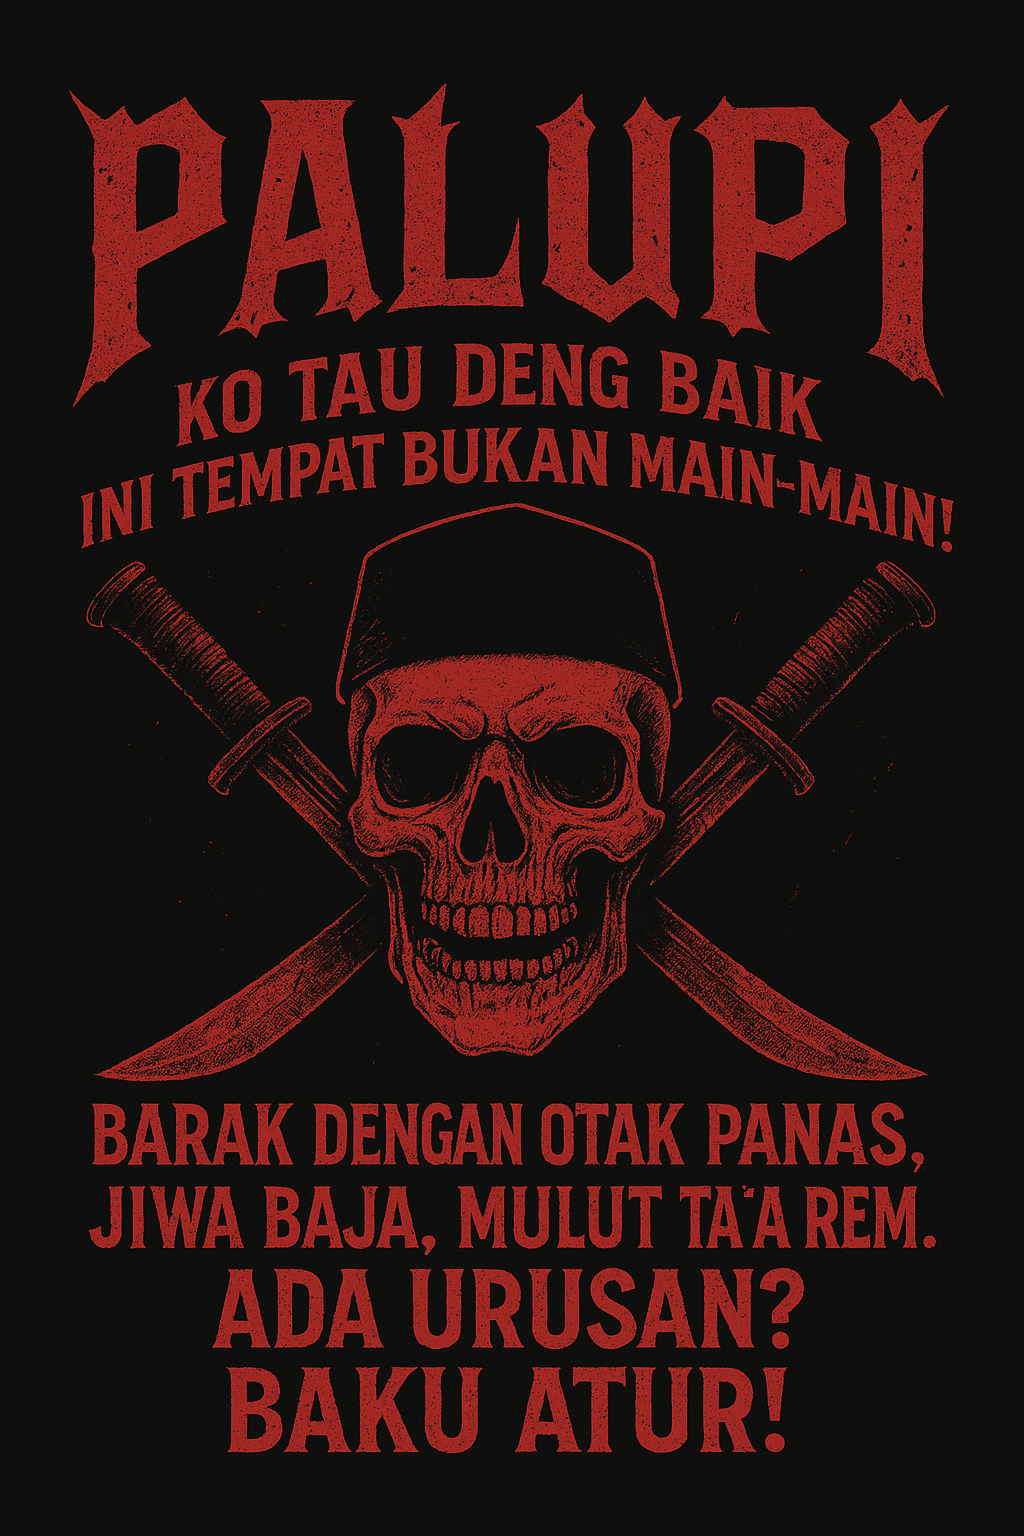 PALUPI
KO TAU DENG BAIK
INI TEMPAT BUKAN MAIN-MAIN!
BARAK DENGAN OTAK PANAS,
JIWA BAJA, MULUT TA'A REM.
ADA URUSAN?
BAKU ATUR!